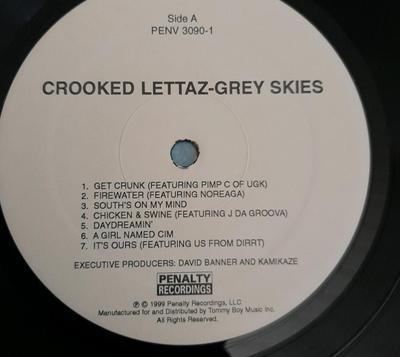 Side A
PENV 3090-1
CROOKED LETTAZ-GREY SKIES
1. GET CRUNK (FEATURING PIMP C OF UGK)
2. FIREWATER (FEATURING NOREAGA)
3. SOUTH'S ON MY MIND
4. CHICKEN & SWINE (FEATURING J DA GROOVA)
5. DAYDREAMIN'
6. A GIRL NAMED CIM
7. IT'S OURS (FEATURING US FROM DIRRT)
EXECUTIVE PRODUCERS: DAVID BANNER AND KAMIKAZE
PENALTY
RECORDINGS
℗ © 1999 Penalty Recordings, LLC
Manufactured for and Distributed by Tommy Boy Music Inc.
All Rights Reserved.